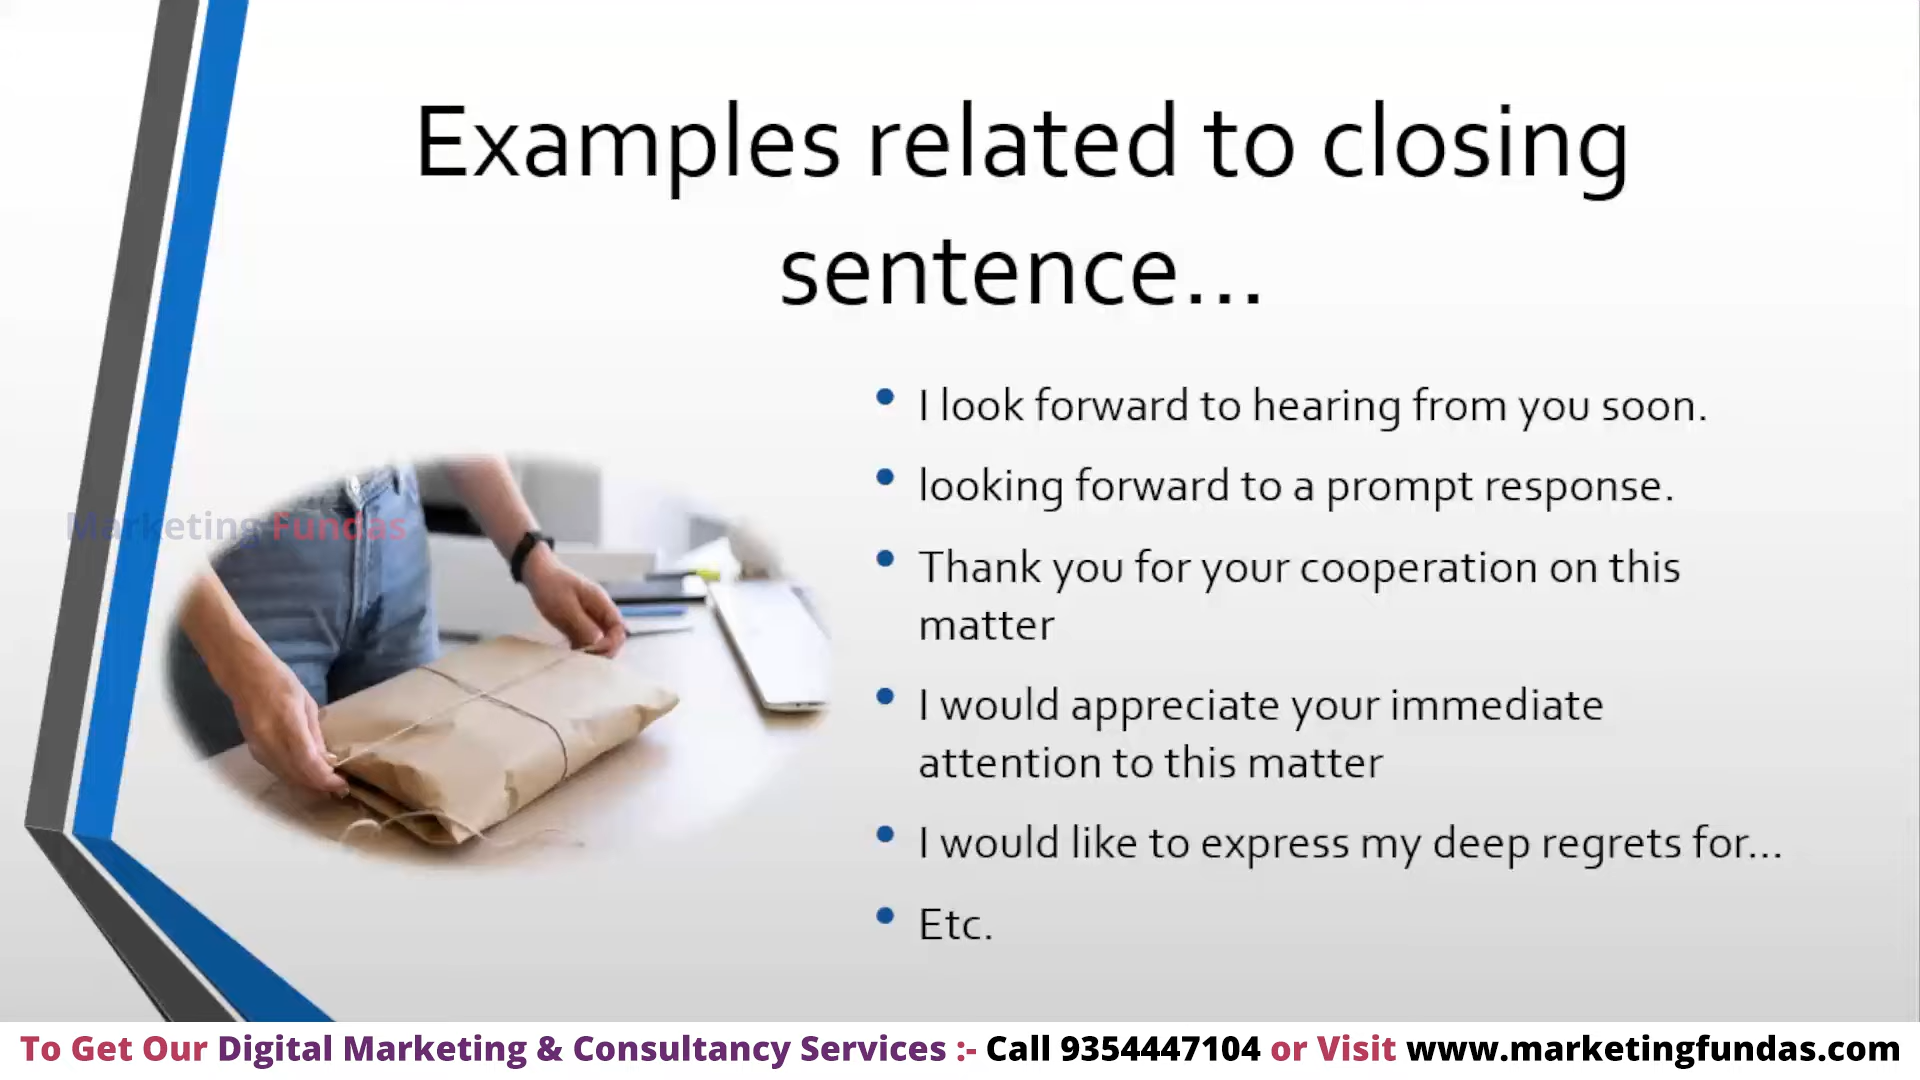 Examples related to closing
sentence...
I look forward to hearing from you soon.
looking forward to a prompt response.
Thank you for your cooperation on this
matter
I would appreciate your immediate
attention to this matter
I would like to express my deep regrets for...
Etc.
Marketing Fundas
To Get Our Digital Marketing & Consultancy Services :- Call 9354447104 or Visit www.marketingfundas.com